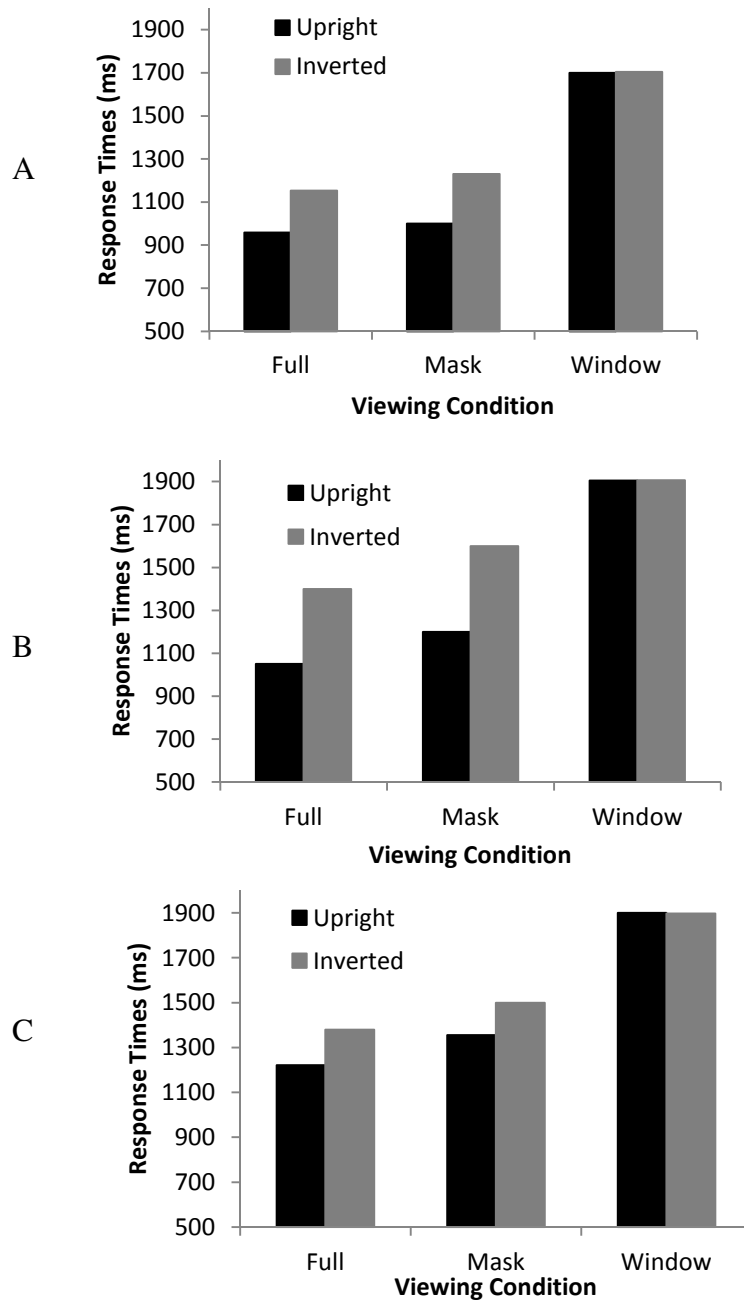 A
Response Times (ms)
1900
1700
1500
1300
1100
900
700
500
Upright
Inverted
Full Mask Window
Viewing Condition
B
Response Times (ms)
1900
1700
1500
1300
1100
900
700
500
Upright
Inverted
Full Mask Window
Viewing Condition
C
Response Times (ms)
1900
1700
1500
1300
1100
900
700
500
Upright
Inverted
Full Mask Window
Viewing Condition